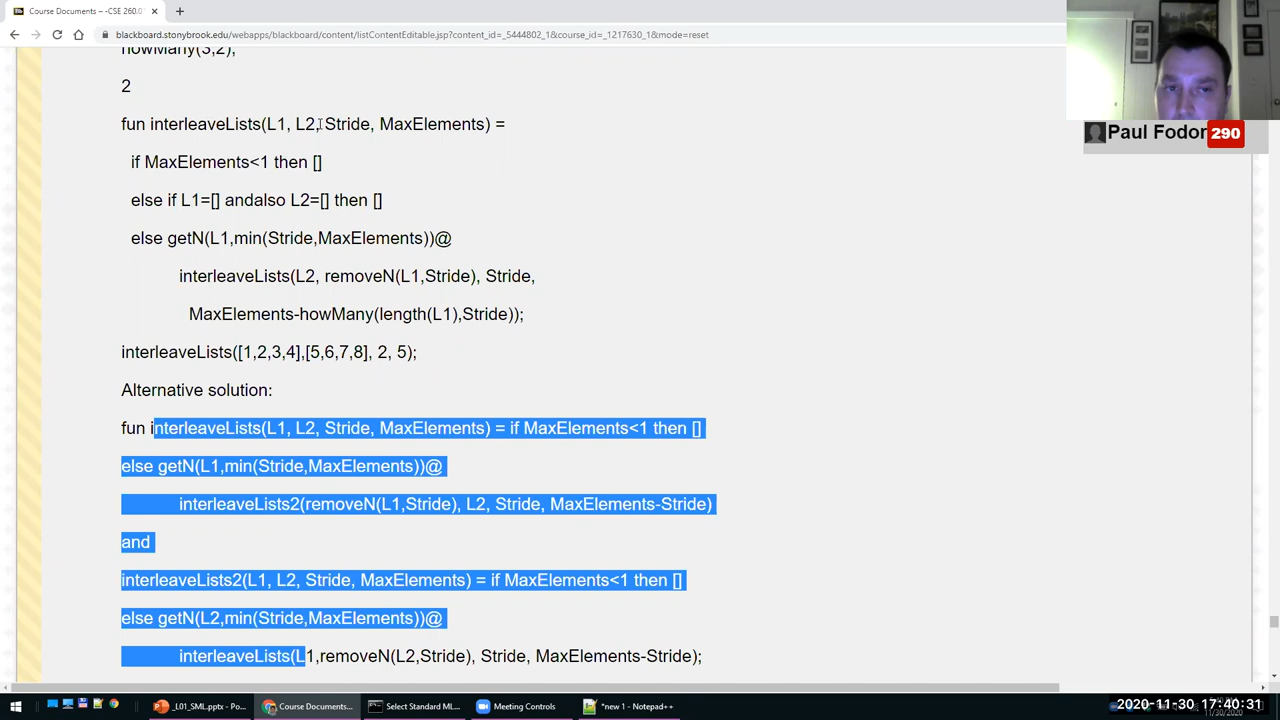 Course Documents – -CSE 260.0
blackboard.stonybrook.edu/webapps/blackboard/content/listContentEditable.jsp?content_id=_5444802_1&course_id=_1217630_1&mode=reset
howMany(3,2);
2
fun interleaveLists(L1, L2, Stride, MaxElements) =
if MaxElements<1 then []
else if L1=[] andalso L2=[] then []
else getN(L1,min(Stride,MaxElements))@
interleaveLists(L2, removeN(L1,Stride), Stride,
MaxElements-howMany(length(L1),Stride));
interleaveLists([1,2,3,4],[5,6,7,8], 2, 5);
Alternative solution:
fun interleaveLists(L1, L2, Stride, MaxElements) = if MaxElements<1 then []
else getN(L1,min(Stride,MaxElements))@
interleaveLists2(removeN(L1,Stride), L2, Stride, MaxElements-Stride)
and
interleaveLists2(L1, L2, Stride, MaxElements) = if MaxElements<1 then []
else getN(L2,min(Stride,MaxElements))@
interleaveLists(L1,removeN(L2,Stride), Stride, MaxElements-Stride);
Paul Fodor 290
_L01_SML.pptx - Po...
Course Documents...
Select Standard ML...
Meeting Controls
*new 1 - Notepad++
2020-11-30 17:40:31
11/30/2020